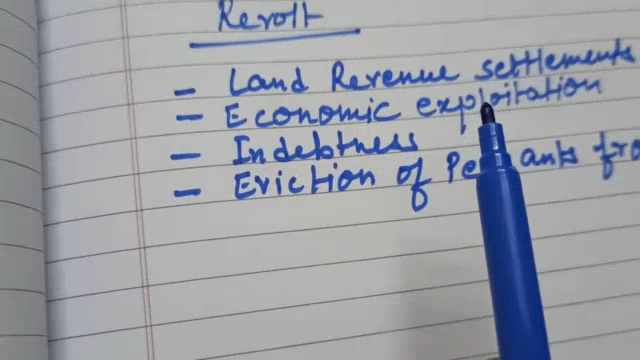 Revolt
- Land Revenue settlements
- Economic exploitation
- Indebtness
- Eviction of